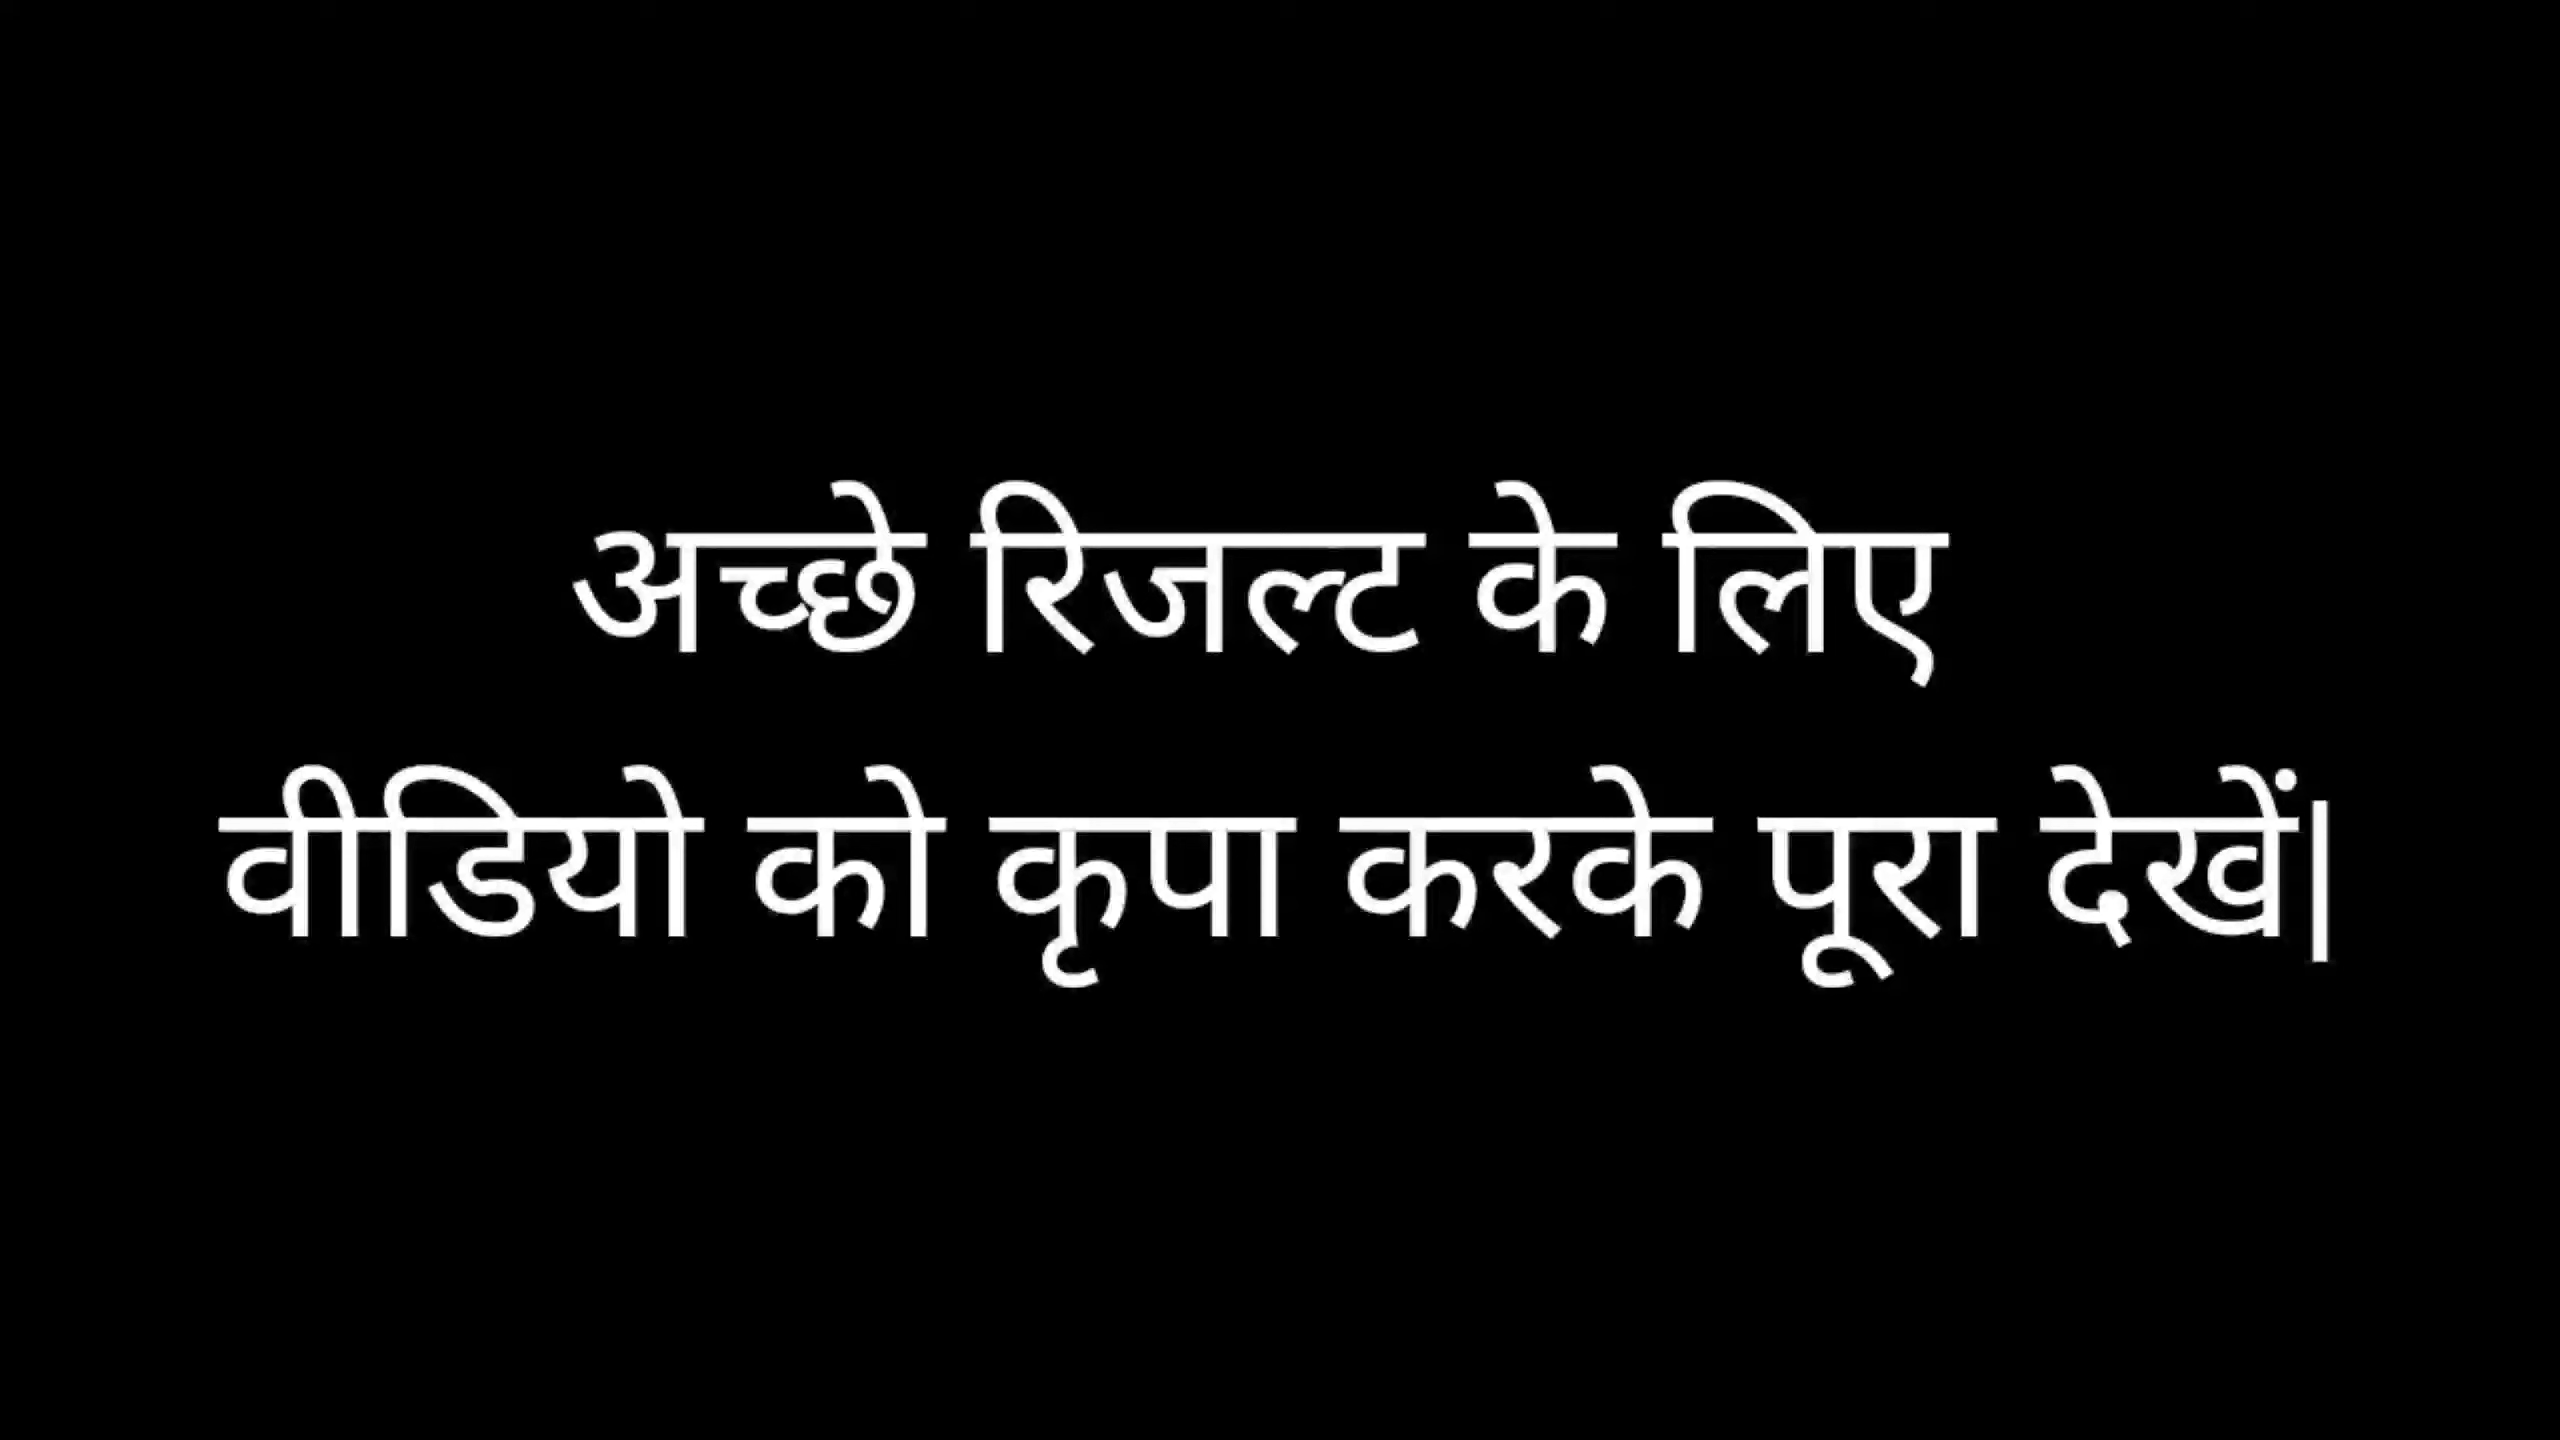 अच्छे रिजल्ट के लिए
वीडियो को कृपा करके पूरा देखें|